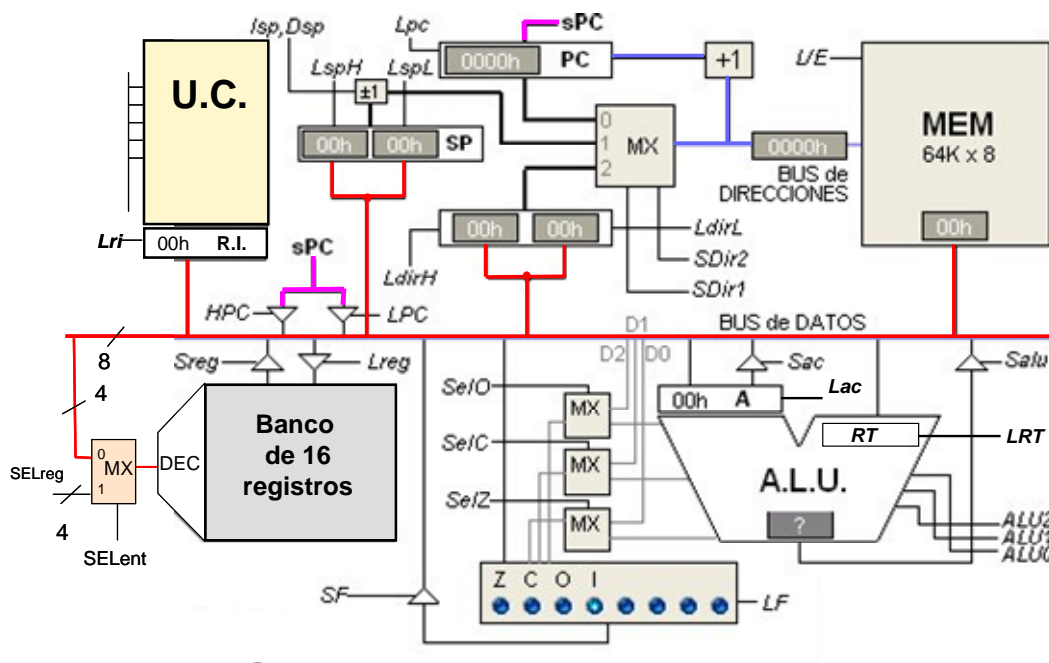 Isp,Dsp
Lpc
sPC
0000h PC
+1
L/E
U.C.
LspH
LspL
±1
00h 00h SP
0
1
2
MX
0000h
BUS de
DIRECCIONES
MEM
64K x 8
00h
Lri
00h R.I.
sPC
00h 00h
LdirH
LdirL
SDir2
SDir1
HPC
LPC
D1
BUS de DATOS
8
4
Sreg
Lreg
D2
D0
Sac
Salu
SelO
MX
00h A
Lac
RT
LRT
Banco
de 16
registros
DEC
0
MX
1
SELreg
4
SELent
SelC
MX
A.L.U.
SelZ
MX
?
ALU2
ALU1
ALU0
Z C O I
SF
LF